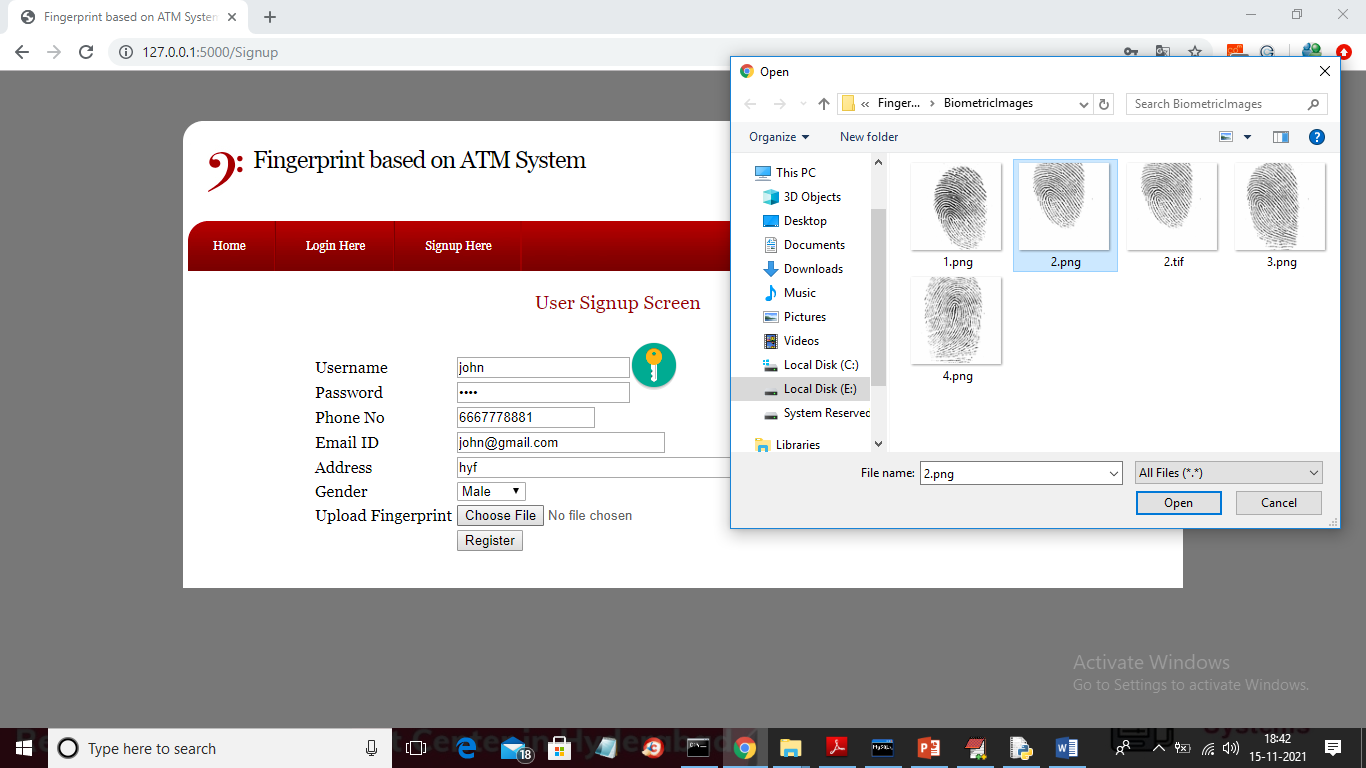 Fingerprint based on ATM System
127.0.0.1:5000/Signup
Fingerprint based on ATM System
Home
Login Here
Signup Here
User Signup Screen
Username john
Password ••••
Phone No 6667778881
Email ID john@gmail.com
Address hyf
Gender Male
Upload Fingerprint Choose File No file chosen
Register
Open
« Finger... › BiometricImages
Search BiometricImages
Organize
New folder
This PC
3D Objects
Desktop
Documents
Downloads
Music
Pictures
Videos
Local Disk (C:)
Local Disk (E:)
System Reserved
Libraries
1.png
2.png
2.tif
3.png
4.png
File name: 2.png
All Files (*.*)
Open
Cancel
Activate Windows
Go to Settings to activate Windows.
Type here to search
18
18:42
15-11-2021